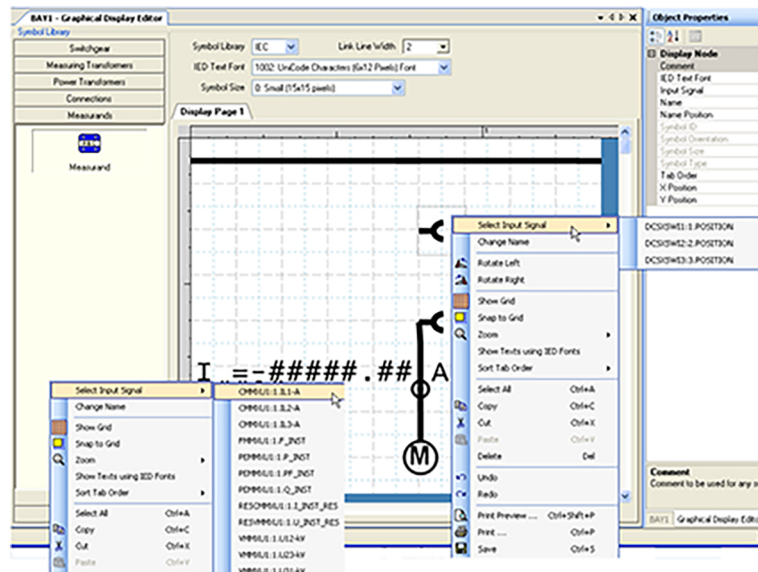 BAY1 - Graphical Display Editor
Symbol Library
Switchgear
Measuring Transformers
Power Transformers
Connections
Measurands
Measurand
Symbol Library IEC Link Line Width 2
IED Text Font 1002: UniCode Characters (6x12 Pixels) Font
Symbol Size 0: Small (15x15 pixels)
Display Page 1
I_=-#####.## A
M
Select Input Signal
Change Name
Rotate Left
Rotate Right
Show Grid
Snap to Grid
Zoom
Show Texts using IED Fonts
Sort Tab Order
Select All Ctrl+A
Copy Ctrl+C
Cut Ctrl+X
Paste Ctrl+V
Delete Del
Undo
Redo
Print Preview ... Ctrl+Shift+P
Print ... Ctrl+P
Save Ctrl+S
DCSXSWI1:1.POSITION
DCSXSWI2:2.POSITION
DCSXSWI3:3.POSITION
Select Input Signal
Change Name
Show Grid
Snap to Grid
Zoom
Show Texts using IED Fonts
Sort Tab Order
Select All Ctrl+A
Copy Ctrl+C
Cut Ctrl+X
Paste Ctrl+V
CMMXU1:1.IL1-A
CMMXU1:1.IL2-A
CMMXU1:1.IL3-A
FMMXU1:1.F_INST
PEMMXU1:1.P_INST
PEMMXU1:1.PF_INST
PEMMXU1:1.Q_INST
RESCMMXU1:1.I_INST_RES
RESVMMXU1:1.U_INST_RES
VMMXU1:1.U12-kV
VMMXU1:1.U23-kV
VMMXU1:1.U31-kV
Object Properties
Display Node
Comment
IED Text Font
Input Signal
Name
Name Position
Symbol ID
Symbol Orientation
Symbol Size
Symbol Type
Tab Order
X Position
Y Position
Comment
Comment to be used for any
BAY1 Graphical Display Edit